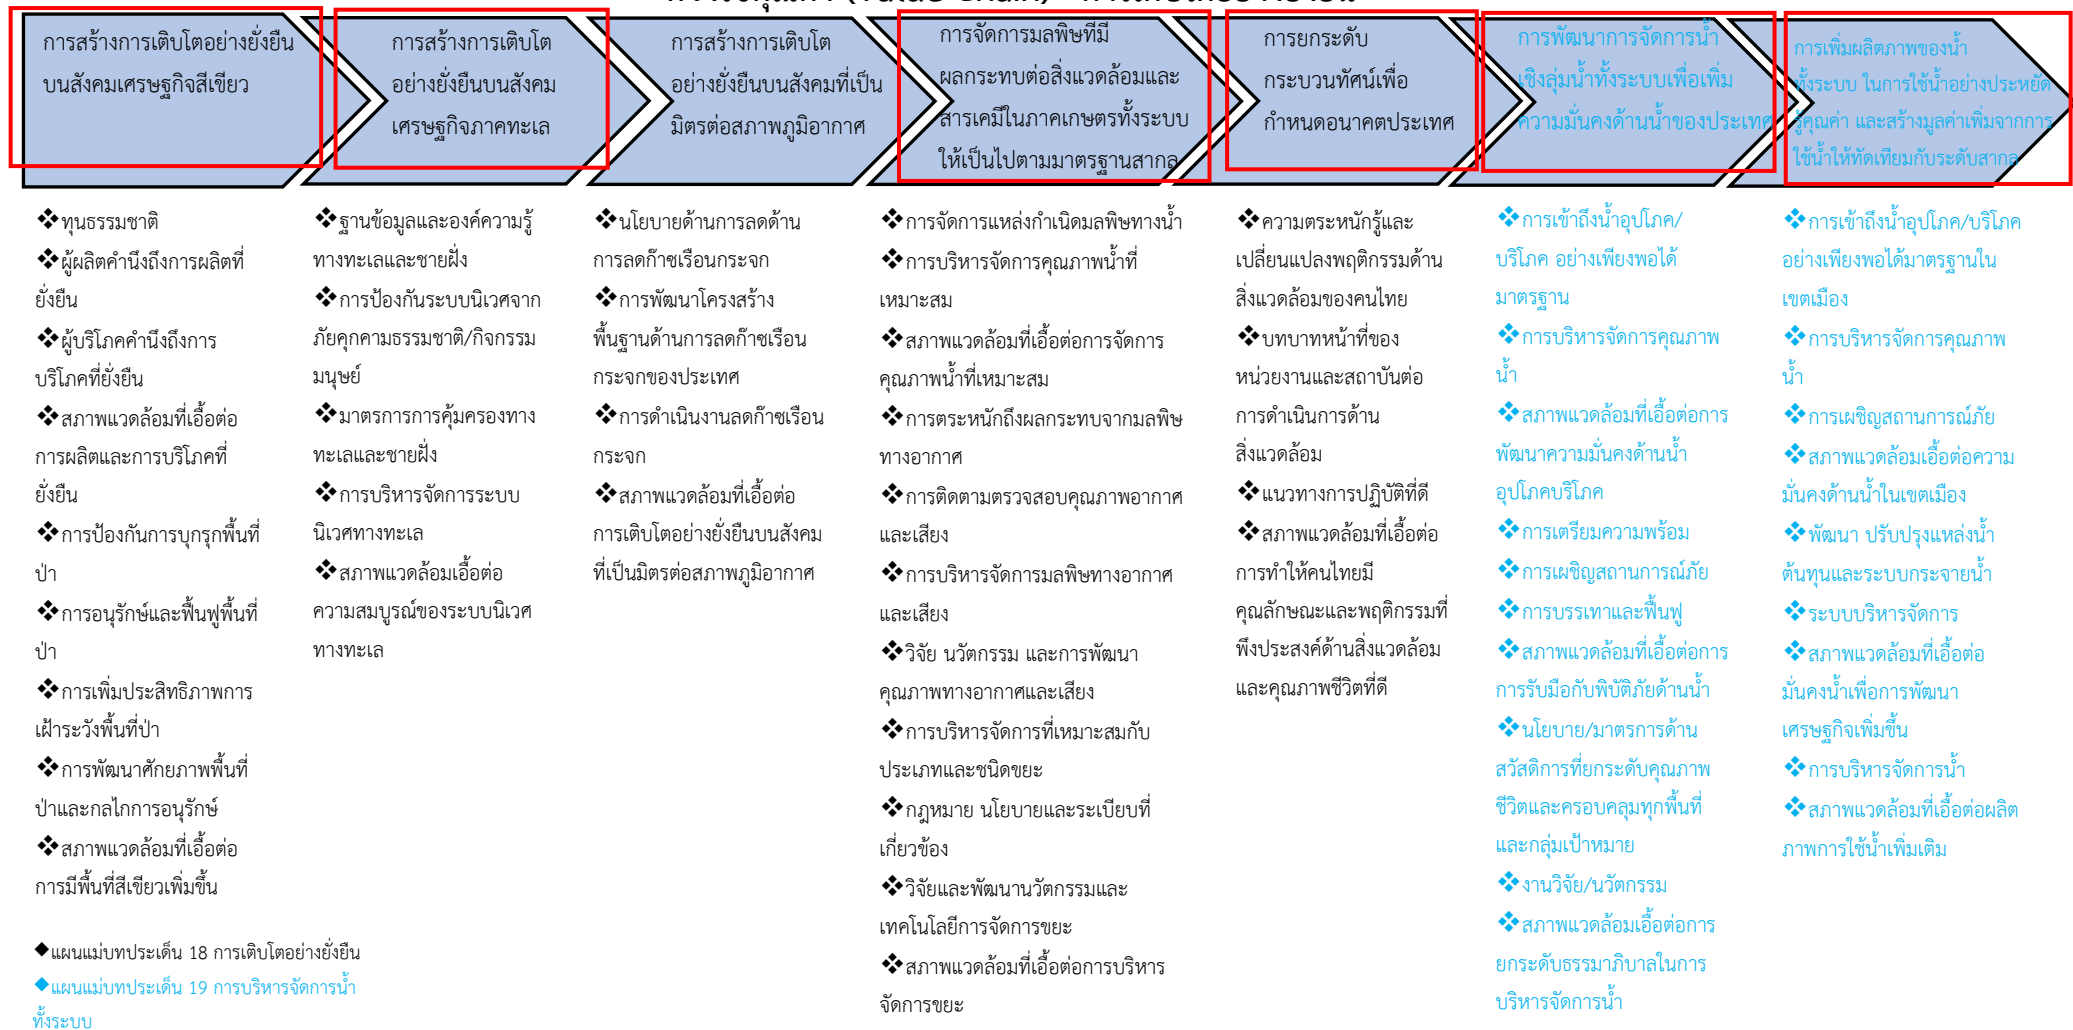 (Value Chain)
การสร้างการเติบโตอย่างยั่งยืน
บนสังคมเศรษฐกิจสีเขียว
การสร้างการเติบโต
อย่างยั่งยืนบนสังคม
เศรษฐกิจภาคทะเล
การสร้างการเติบโต
อย่างยั่งยืนบนสังคมที่เป็น
มิตรต่อสภาพภูมิอากาศ
การจัดการมลพิษที่มี
ผลกระทบต่อสิ่งแวดล้อมและ
สารเคมีในภาคเกษตรทั้งระบบ
ให้เป็นไปตามมาตรฐานสากล
การยกระดับ
กระบวนทัศน์เพื่อ
กำหนดอนาคตประเทศ
การพัฒนาการจัดการน้ำ
เชิงลุ่มน้ำทั้งระบบเพื่อเพิ่ม
ความมั่นคงด้านน้ำของประเทศ
การเพิ่มผลิตภาพของน้ำ
ทั้งระบบ ในการใช้น้ำอย่างประหยัด
รู้คุณค่า และสร้างมูลค่าเพิ่มจากการ
ใช้น้ำให้ทัดเทียมกับระดับสากล
❖ทุนธรรมชาติ
❖ผู้ผลิตคำนึงถึงการผลิตที่
ยั่งยืน
❖ผู้บริโภคคำนึงถึงการ
บริโภคที่ยั่งยืน
❖สภาพแวดล้อมที่เอื้อต่อ
การผลิตและการบริโภคที่
ยั่งยืน
❖การป้องกันการบุกรุกพื้นที่
ป่า
❖การอนุรักษ์และฟื้นฟูพื้นที่
ป่า
❖การเพิ่มประสิทธิภาพการ
เฝ้าระวังพื้นที่ป่า
❖การพัฒนาศักยภาพพื้นที่
ป่าและกลไกการอนุรักษ์
❖สภาพแวดล้อมที่เอื้อต่อ
การมีพื้นที่สีเขียวเพิ่มขึ้น
❖ฐานข้อมูลและองค์ความรู้
ทางทะเลและชายฝั่ง
❖การป้องกันระบบนิเวศจาก
ภัยคุกคามธรรมชาติ/กิจกรรม
มนุษย์
❖มาตรการการคุ้มครองทาง
ทะเลและชายฝั่ง
❖การบริหารจัดการระบบ
นิเวศทางทะเล
❖สภาพแวดล้อมเอื้อต่อ
ความสมบูรณ์ของระบบนิเวศ
ทางทะเล
❖นโยบายด้านการลดด้าน
การลดก๊าซเรือนกระจก
❖การพัฒนาโครงสร้าง
พื้นฐานด้านการลดก๊าซเรือน
กระจกของประเทศ
❖การดำเนินงานลดก๊าซเรือน
กระจก
❖สภาพแวดล้อมที่เอื้อต่อ
การเติบโตอย่างยั่งยืนบนสังคม
ที่เป็นมิตรต่อสภาพภูมิอากาศ
❖การจัดการแหล่งกำเนิดมลพิษทางน้ำ
❖การบริหารจัดการคุณภาพน้ำที่
เหมาะสม
❖สภาพแวดล้อมที่เอื้อต่อการจัดการ
คุณภาพน้ำที่เหมาะสม
❖การตระหนักถึงผลกระทบจากมลพิษ
ทางอากาศ
❖การติดตามตรวจสอบคุณภาพอากาศ
และเสียง
❖การบริหารจัดการมลพิษทางอากาศ
และเสียง
❖วิจัย นวัตกรรม และการพัฒนา
คุณภาพทางอากาศและเสียง
❖การบริหารจัดการที่เหมาะสมกับ
ประเภทและชนิดขยะ
❖กฎหมาย นโยบายและระเบียบที่
เกี่ยวข้อง
❖วิจัยและพัฒนานวัตกรรมและ
เทคโนโลยีการจัดการขยะ
❖สภาพแวดล้อมที่เอื้อต่อการบริหาร
จัดการขยะ
❖ความตระหนักรู้และ
เปลี่ยนแปลงพฤติกรรมด้าน
สิ่งแวดล้อมของคนไทย
❖บทบาทหน้าที่ของ
หน่วยงานและสถาบันต่อ
การดำเนินการด้าน
สิ่งแวดล้อม
❖แนวทางการปฏิบัติที่ดี
❖สภาพแวดล้อมที่เอื้อต่อ
การทำให้คนไทยมี
คุณลักษณะและพฤติกรรมที่
พึงประสงค์ด้านสิ่งแวดล้อม
และคุณภาพชีวิตที่ดี
❖การเข้าถึงน้ำอุปโภค/
บริโภค อย่างเพียงพอได้
มาตรฐาน
❖การบริหารจัดการคุณภาพ
น้ำ
❖สภาพแวดล้อมที่เอื้อต่อการ
พัฒนาความมั่นคงด้านน้ำ
อุปโภคบริโภค
❖การเตรียมความพร้อม
❖การเผชิญสถานการณ์ภัย
❖การบรรเทาและฟื้นฟู
❖สภาพแวดล้อมที่เอื้อต่อการ
การรับมือกับพิบัติภัยด้านน้ำ
❖นโยบาย/มาตรการด้าน
สวัสดิการที่ยกระดับคุณภาพ
ชีวิตและครอบคลุมทุกพื้นที่
และกลุ่มเป้าหมาย
❖งานวิจัย/นวัตกรรม
❖สภาพแวดล้อมเอื้อต่อการ
ยกระดับธรรมาภิบาลในการ
บริหารจัดการน้ำ
❖การเข้าถึงน้ำอุปโภค/บริโภค
อย่างเพียงพอได้มาตรฐานใน
เขตเมือง
❖การบริหารจัดการคุณภาพ
น้ำ
❖การเผชิญสถานการณ์ภัย
❖สภาพแวดล้อมเอื้อต่อความ
มั่นคงด้านน้ำในเขตเมือง
❖พัฒนา ปรับปรุงแหล่งน้ำ
ต้นทุนและระบบกระจายน้ำ
❖ระบบบริหารจัดการ
❖สภาพแวดล้อมที่เอื้อต่อ
มั่นคงน้ำเพื่อการพัฒนา
เศรษฐกิจเพิ่มขึ้น
❖การบริหารจัดการน้ำ
❖สภาพแวดล้อมที่เอื้อต่อผลิต
ภาพการใช้น้ำเพิ่มเติม
◆แผนแม่บทประเด็น 18 การเติบโตอย่างยั่งยืน
◆แผนแม่บทประเด็น 19 การบริหารจัดการน้ำ
ทั้งระบบ